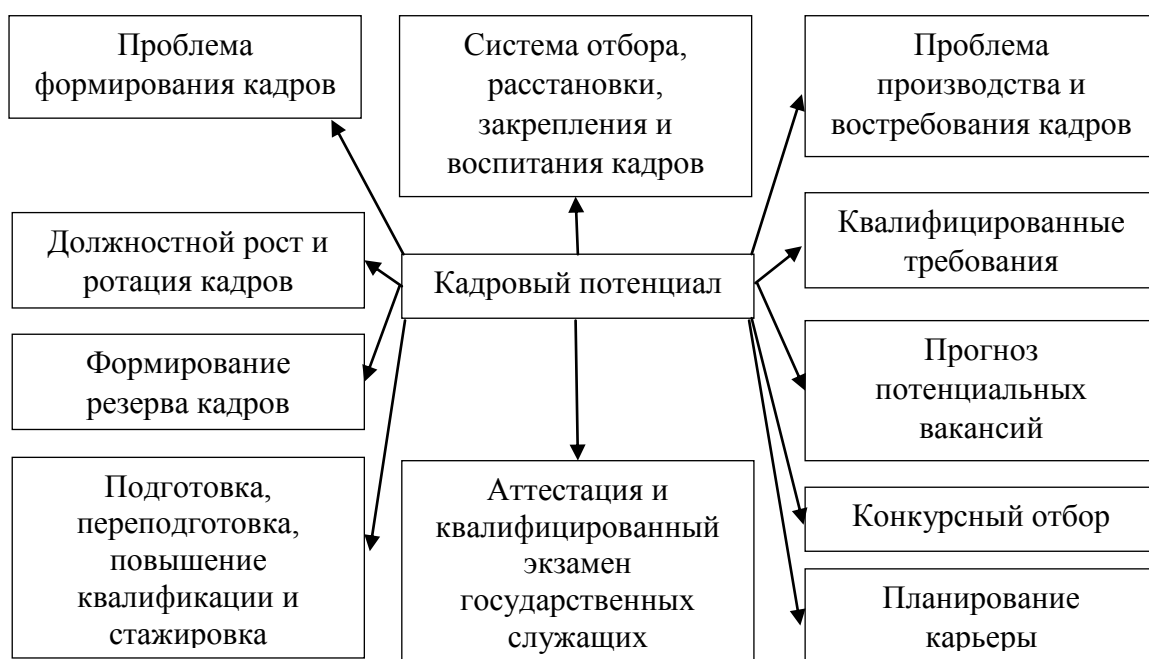 Проблема
формирования кадров
Система отбора,
расстановки,
закрепления и
воспитания кадров
Проблема
производства и
востребования кадров
Должностной рост и
ротация кадров
Кадровый потенциал
Квалифицированные
требования
Формирование
резерва кадров
Прогноз
потенциальных
вакансий
Подготовка,
переподготовка,
повышение
квалификации и
стажировка
Аттестация и
квалифицированный
экзамен
государственных
служащих
Конкурсный отбор
Планирование
карьеры